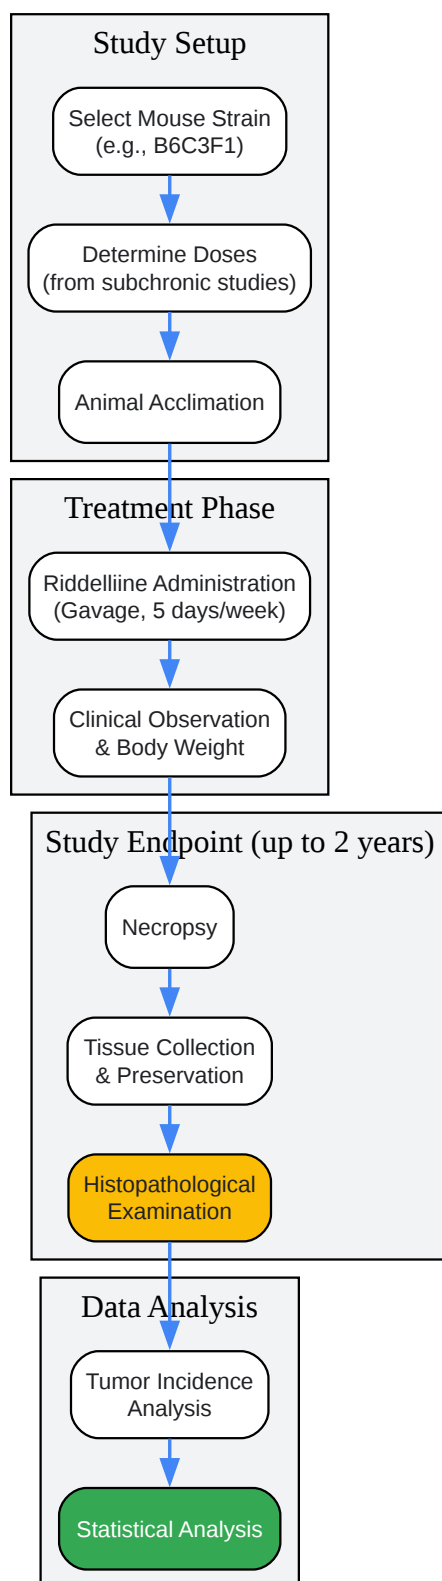 Study Setup
Select Mouse Strain
(e.g., B6C3F1)
Determine Doses
(from subchronic studies)
Animal Acclimation
Treatment Phase
Riddelliine Administration
(Gavage, 5 days/week)
Clinical Observation
& Body Weight
Study Endpoint (up to 2 years)
Necropsy
Tissue Collection
& Preservation
Histopathological
Examination
Data Analysis
Tumor Incidence
Analysis
Statistical Analysis